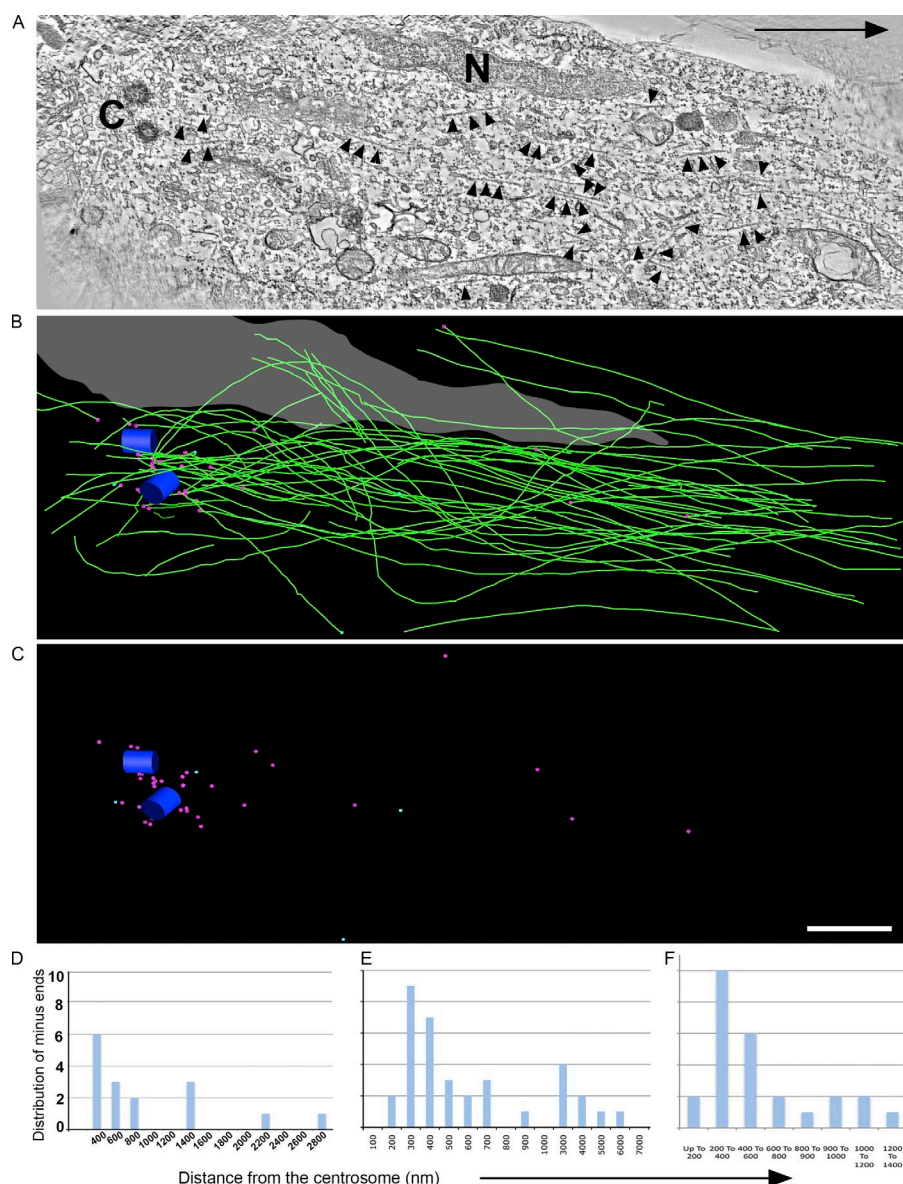 A
N
C
B
C
D
E
F
Distribution of minus ends
10
8
6
4
2
0
400 600 800 1000 1200 1400 1600 2000 2200 2600 2800
100 200 300 400 500 600 700 800 900 1000 3000 4000 5000 6000 7000
Up To 200 To 400 To 600 To 800 To 900 To 1000 1200
200 400 600 800 900 1000 To To
1200 1400
Distance from the centrosome (nm)